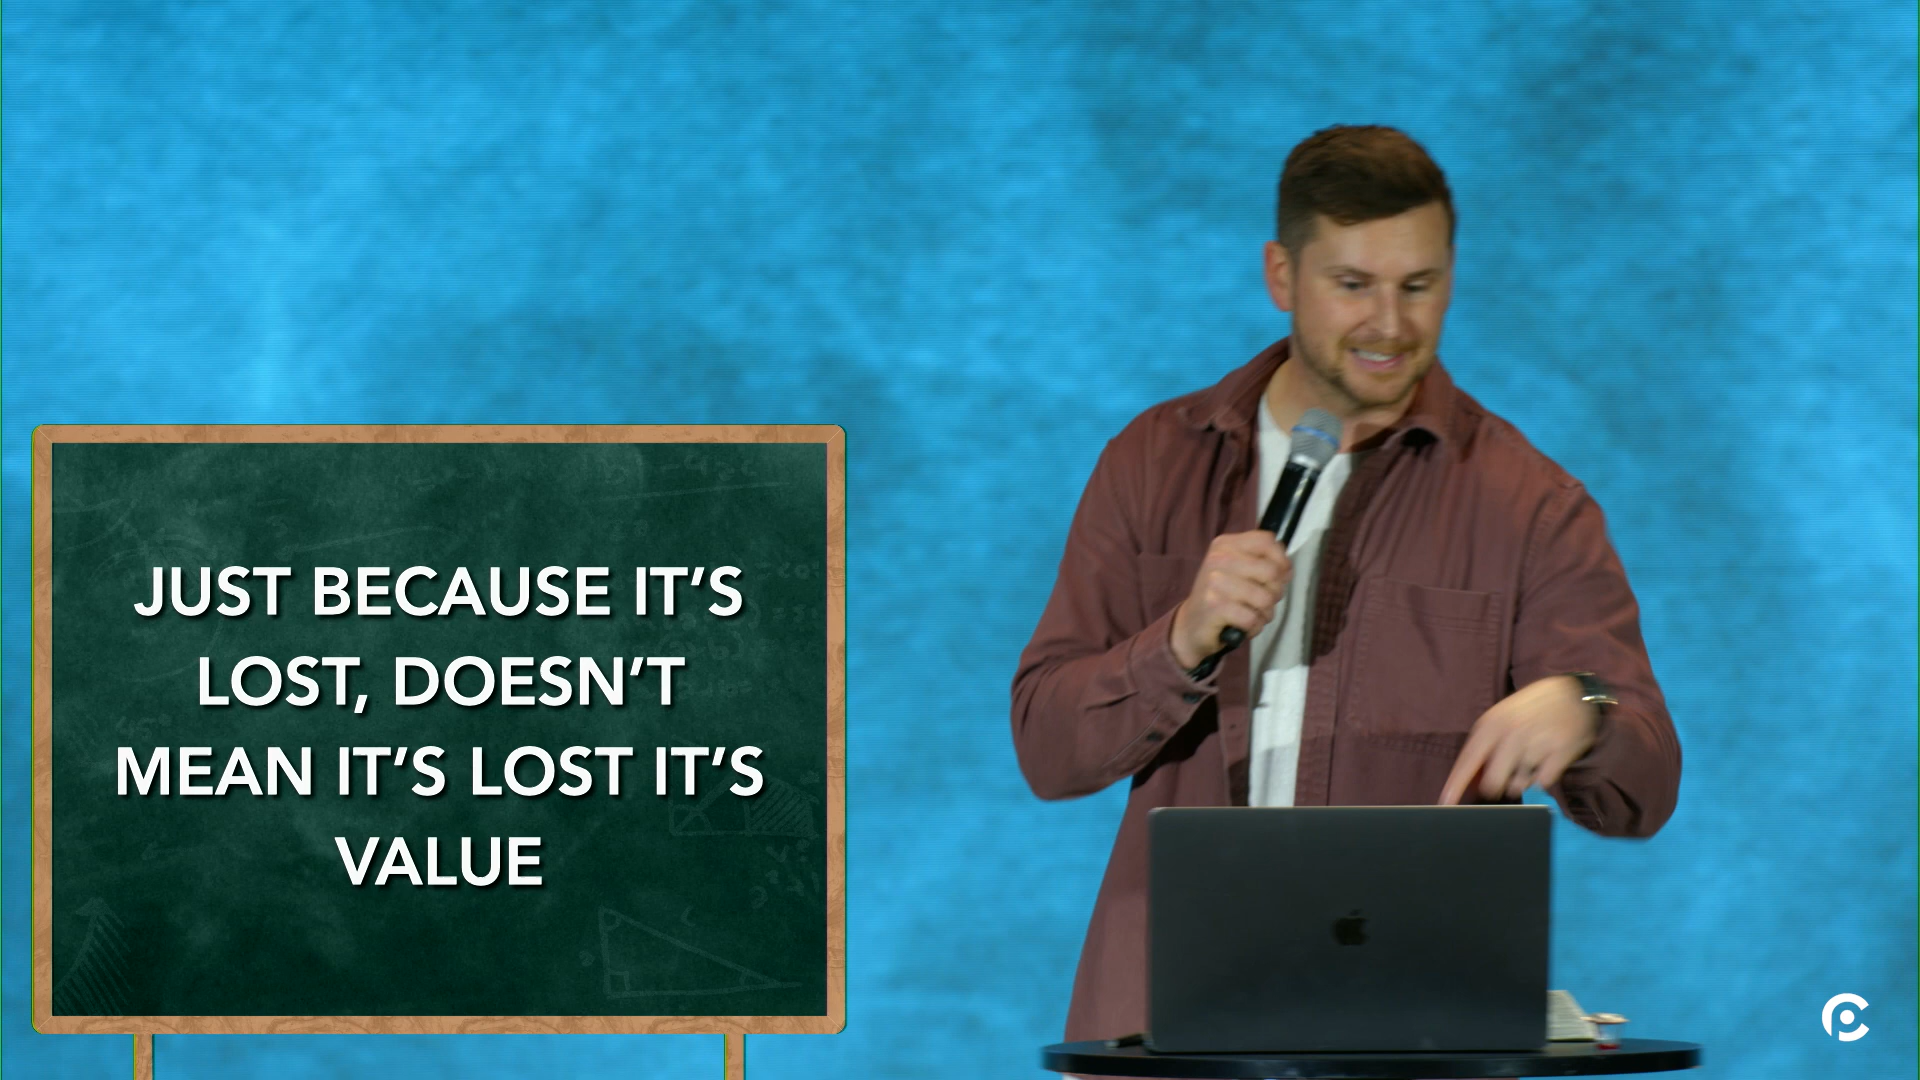 JUST BECAUSE IT’S
LOST, DOESN’T
MEAN IT’S LOST IT’S
VALUE